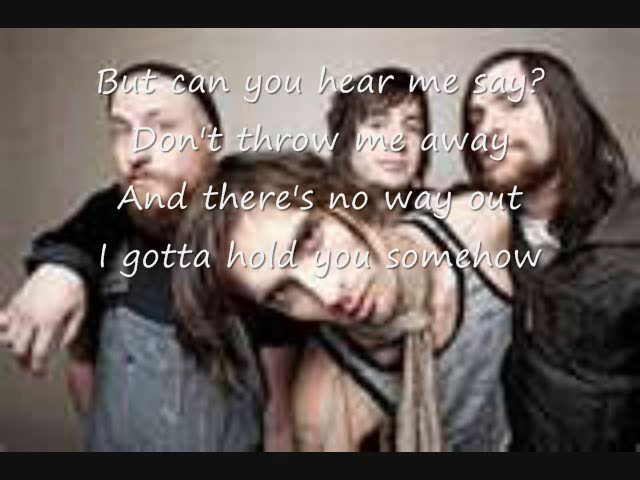 But can you hear me say?
Don't throw me away
And there's no way out
I gotta hold you somehow